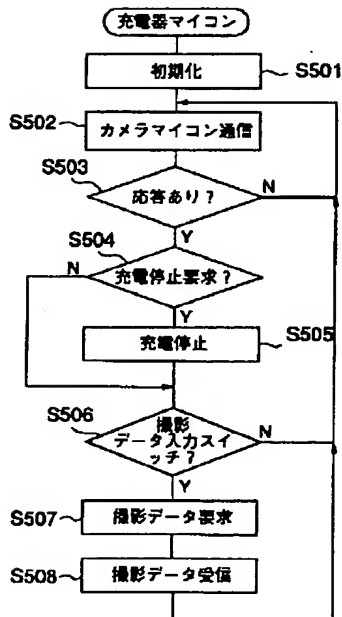 充電器マイコン
初期化
S501
S502
カメラマイコン通信
S503
応答あり?
N
Y
S504
N
充電停止要求?
Y
充電停止
S505
S506
撮影
データ入力スイ
ッチ?
N
Y
S507
撮影データ要求
S508
撮影データ受信